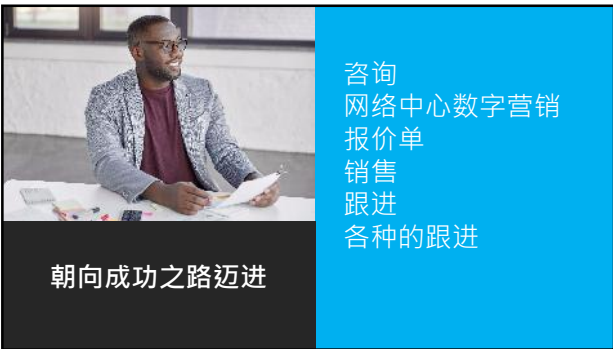 朝向成功之路迈进
咨询
网络中心数字营销
报价单
销售
跟进
各种的跟进